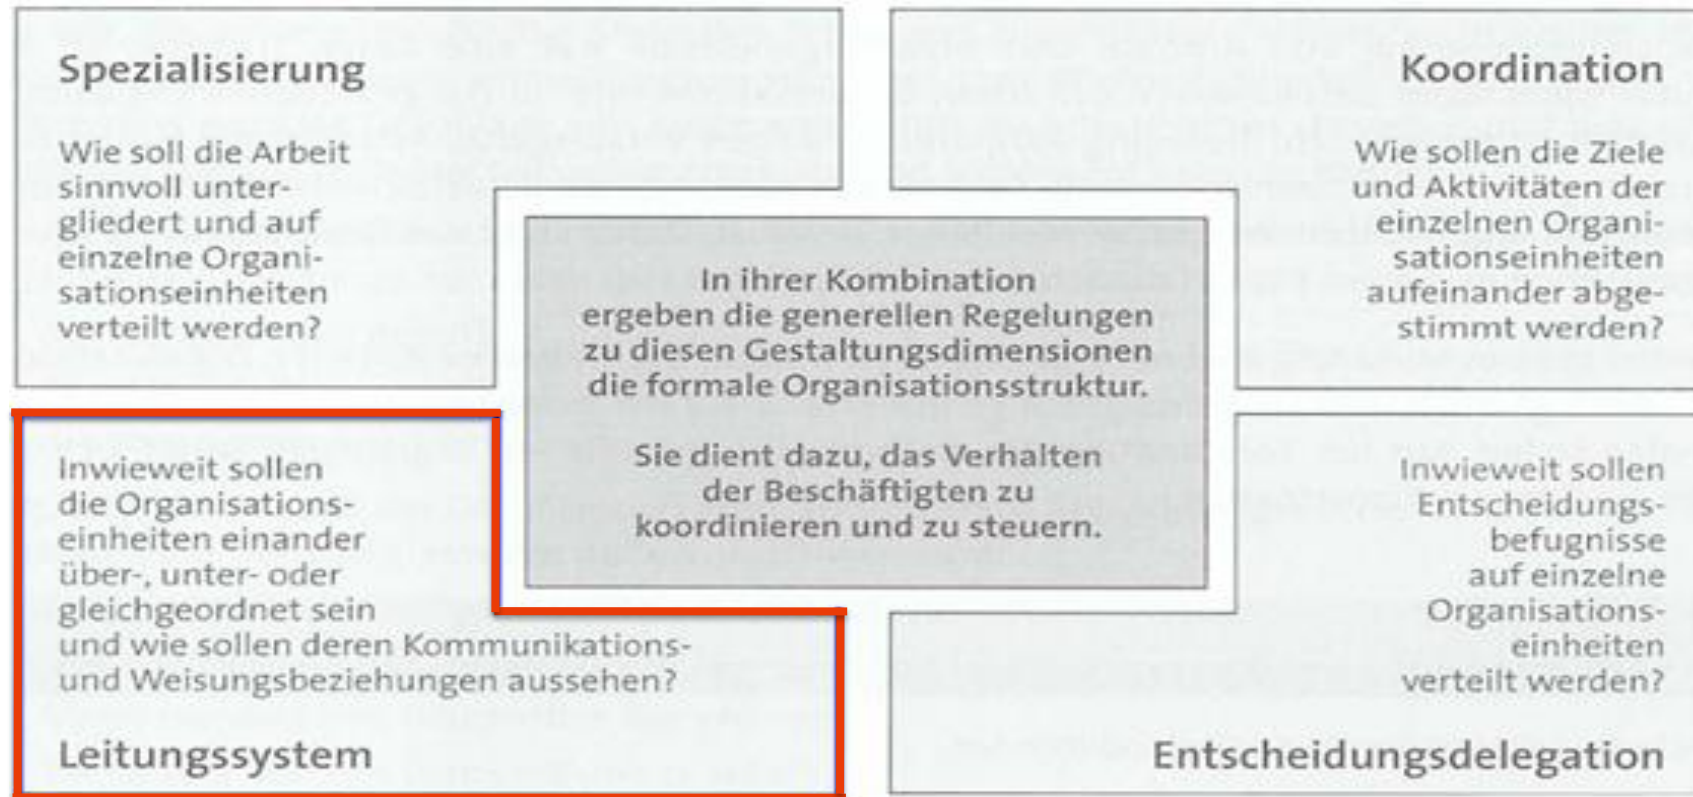 Spezialisierung
Wie soll die Arbeit
sinnvoll unter-
gliedert und auf
einzelne Organi-
sationseinheiten
verteilt werden?
Koordination
Wie sollen die Ziele
und Aktivitäten der
einzelnen Organi-
sationseinheiten
aufeinander abge-
stimmt werden?
In ihrer Kombination
ergeben die generellen Regelungen
zu diesen Gestaltungsdimensionen
die formale Organisationsstruktur.
Sie dient dazu, das Verhalten
der Beschäftigten zu
koordinieren und zu steuern.
Inwieweit sollen
die Organisations-
einheiten einander
über-, unter- oder
gleichgeordnet sein
und wie sollen deren Kommunikations-
und Weisungsbeziehungen aussehen?
Leitungssystem
Inwieweit sollen
Entscheidungs-
befugnisse
auf einzelne
Organisations-
einheiten
verteilt werden?
Entscheidungsdelegation